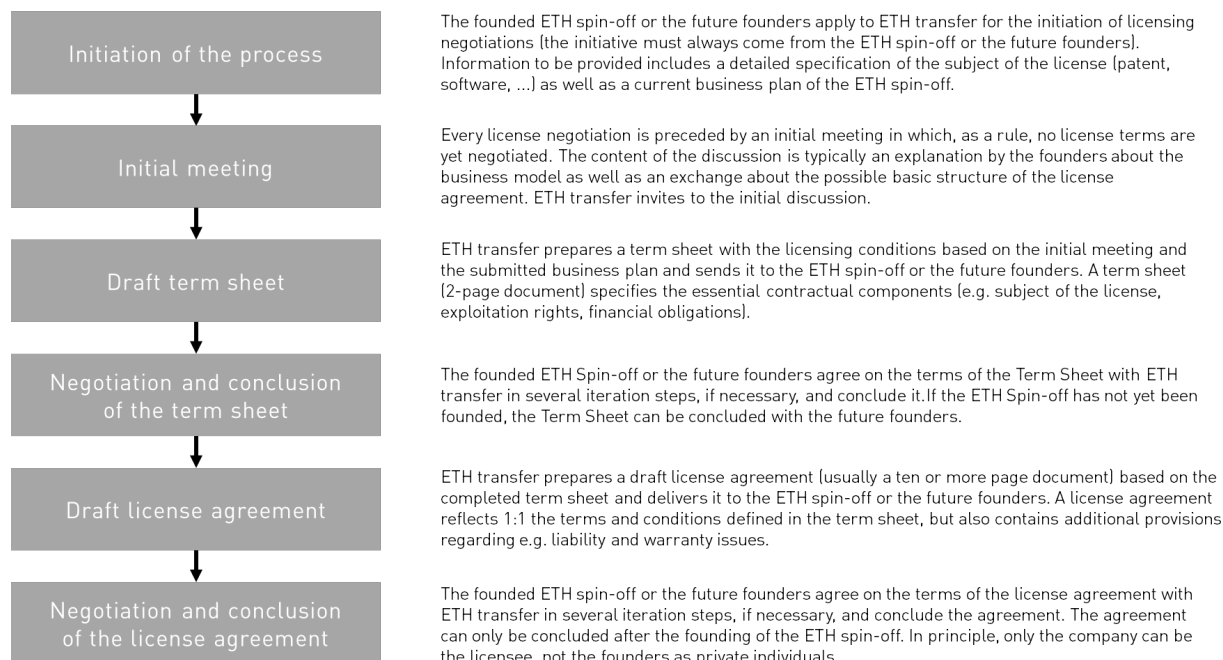 Initiation of the process
The founded ETH spin-off or the future founders apply to ETH transfer for the initiation of licensing
negotiations (the initiative must always come from the ETH spin-off or the future founders).
Information to be provided includes a detailed specification of the subject of the license (patent,
software, ...) as well as a current business plan of the ETH spin-off.
Initial meeting
Every license negotiation is preceded by an initial meeting in which, as a rule, no license terms are
yet negotiated. The content of the discussion is typically an explanation by the founders about the
business model as well as an exchange about the possible basic structure of the license
agreement. ETH transfer invites to the initial discussion.
Draft term sheet
ETH transfer prepares a term sheet with the licensing conditions based on the initial meeting and
the submitted business plan and sends it to the ETH spin-off or the future founders. A term sheet
(2-page document) specifies the essential contractual components (e.g. subject of the license,
exploitation rights, financial obligations).
Negotiation and conclusion
of the term sheet
The founded ETH Spin-off or the future founders agree on the terms of the Term Sheet with ETH
transfer in several iteration steps, if necessary, and conclude it.If the ETH Spin-off has not yet been
founded, the Term Sheet can be concluded with the future founders.
Draft license agreement
ETH transfer prepares a draft license agreement (usually a ten or more page document) based on the
completed term sheet and delivers it to the ETH spin-off or the future founders. A license agreement
reflects 1:1 the terms and conditions defined in the term sheet, but also contains additional provisions
regarding e.g. liability and warranty issues.
Negotiation and conclusion
of the license agreement
The founded ETH spin-off or the future founders agree on the terms of the license agreement with
ETH transfer in several iteration steps, if necessary, and conclude the agreement. The agreement
can only be concluded after the founding of the ETH spin-off. In principle, only the company can be
the licensee, not the founders as private individuals.